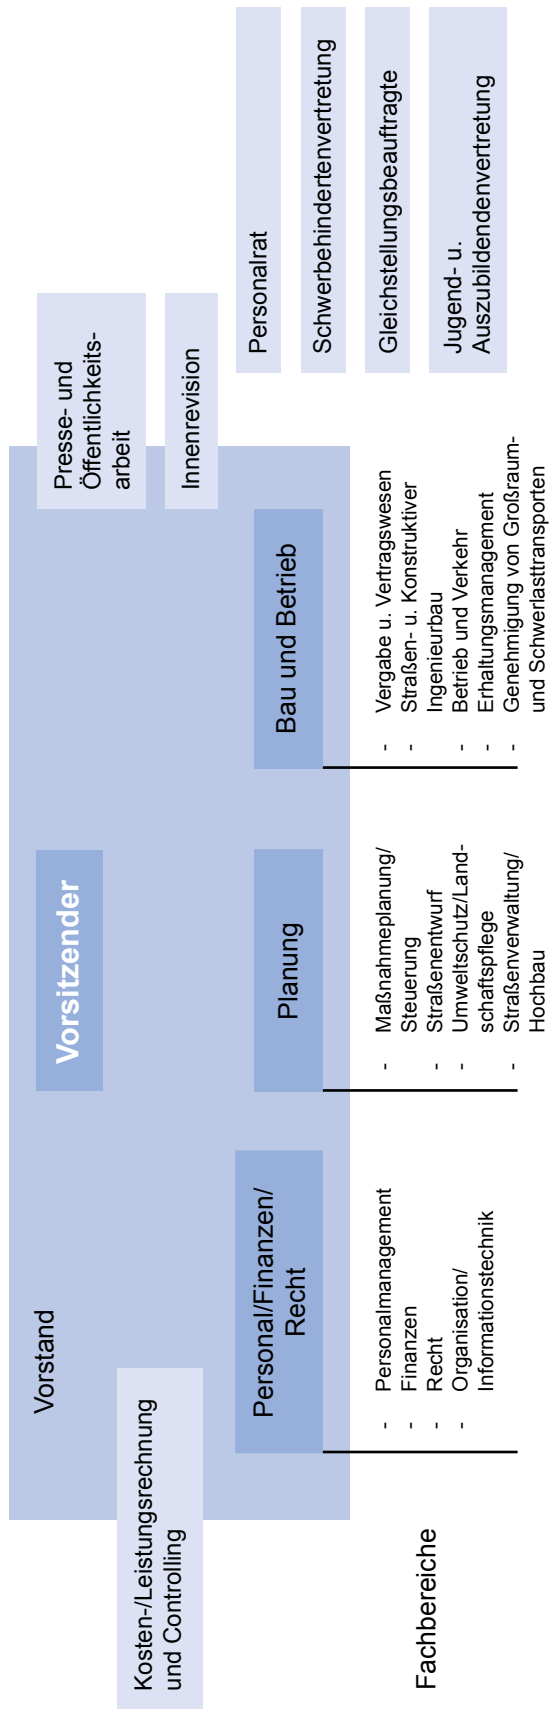 Vorstand
Vorsitzender
Presse- und
Öffentlichkeits-
arbeit
Kosten-/Leistungsrechnung
und Controlling
Innenrevision
Personal/Finanzen/
Recht
Planung
Bau und Betrieb
Personalrat
Schwerbehindertenvertretung
Gleichstellungsbeauftragte
Jugend- u.
Auszubildendenvertretung
Fachbereiche
- Personalmanagement
- Finanzen
- Recht
- Organisation/
Informationstechnik
- Maßnahmeplanung/
Steuerung
- Straßenentwurf
- Umweltschutz/Land-
schaftspflege
- Straßenverwaltung/
Hochbau
- Vergabe u. Vertragswesen
- Straßen- u. Konstruktiver
Ingenieurbau
- Betrieb und Verkehr
- Erhaltungsmanagement
- Genehmigung von Großraum-
und Schwerlasttransporten